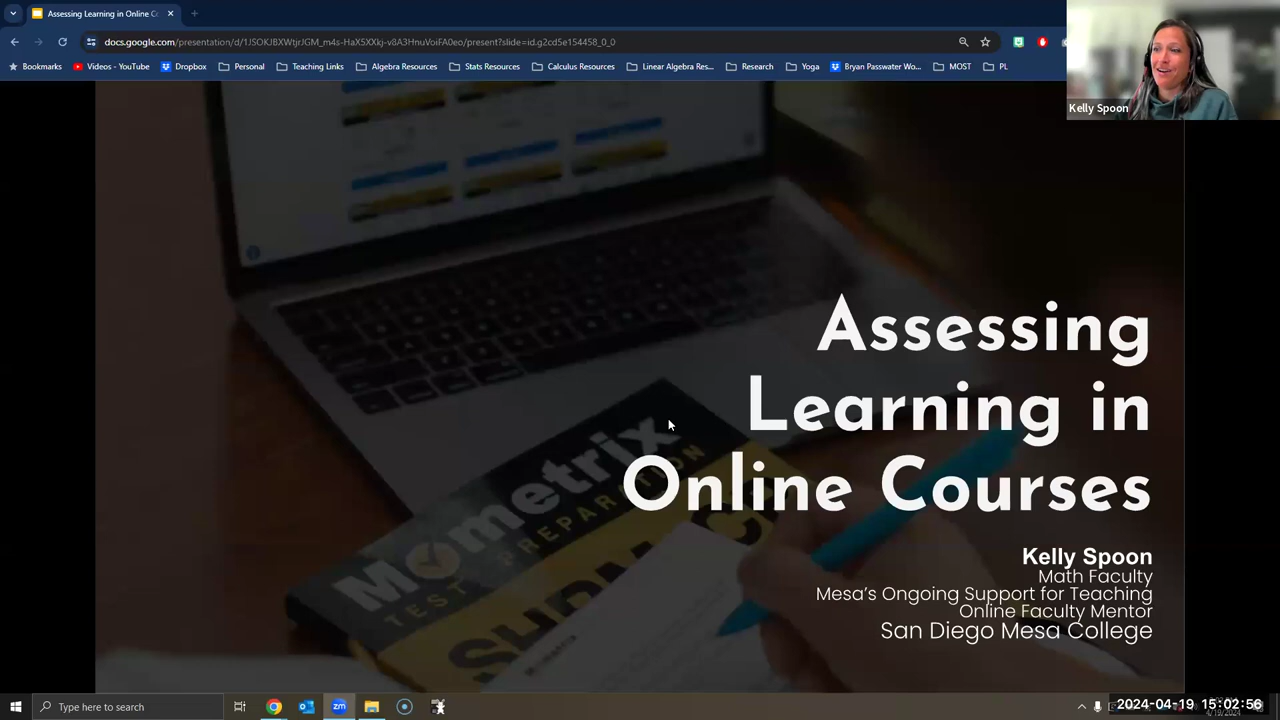 Assessing Learning in Online Co
docs.google.com/presentation/d/1JSOKJBXWtjrJGM_m4s-HaX5YXkj-v8A3HnuVoiFA0eo/present?slide=id.g2cd5e154458_0_0
Bookmarks
Videos - YouTube
Dropbox
Personal
Teaching Links
Algebra Resources
Stats Resources
Calculus Resources
Linear Algebra Res...
Research
Yoga
Bryan Passwater Wo...
MOST
PL
Kelly Spoon
Assessing
Learning in
Online Courses
Mometrix
TEST PREPARATION
Kelly Spoon
Math Faculty
Mesa's Ongoing Support for Teaching
Online Faculty Mentor
San Diego Mesa College
Type here to search
zm
2024-04-19 15:02:56